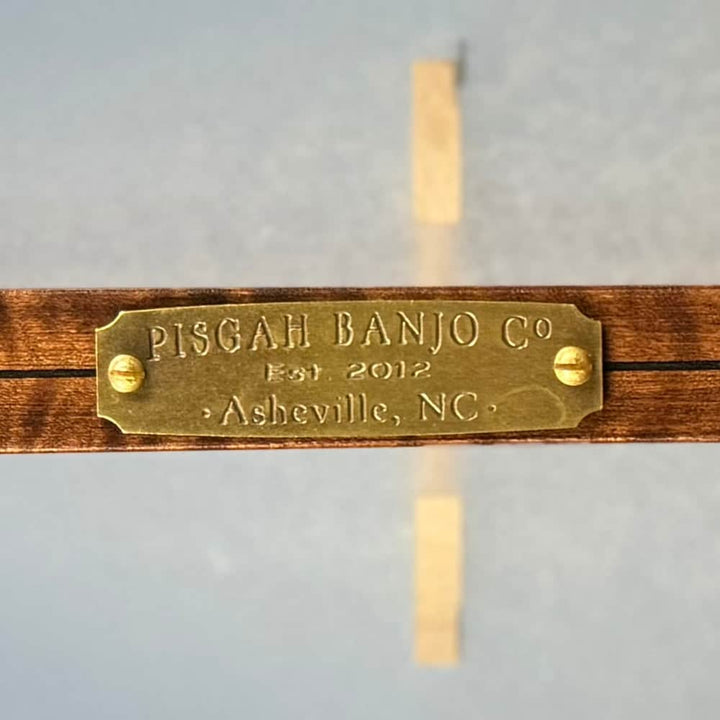 PISGAH BANJO Co
Est. 2012
· Asheville, NC ·